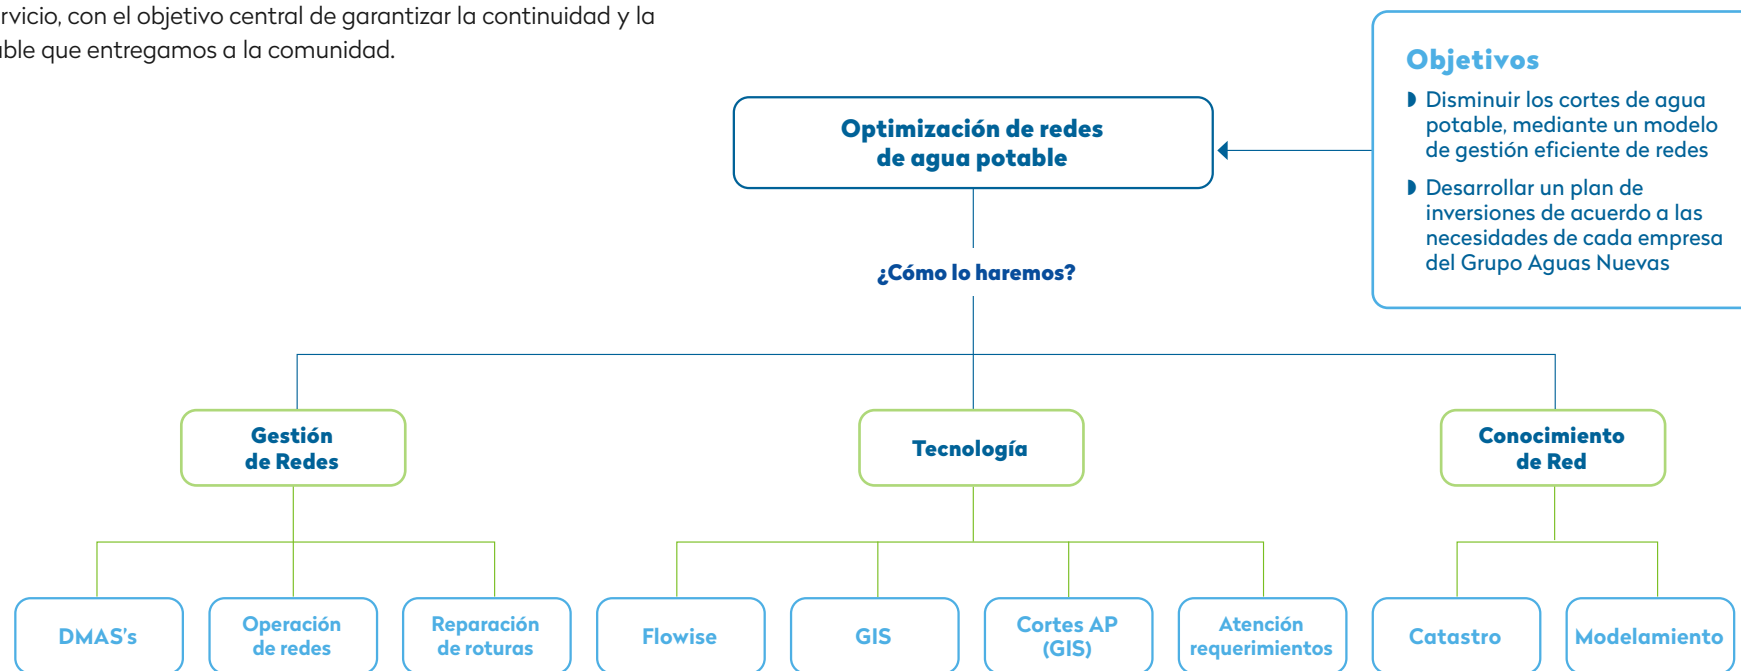 con el objetivo central de garantizar la continuidad y la
que entregamos a la comunidad.
Optimización de redes
de agua potable
Objetivos
Disminuir los cortes de agua
potable, mediante un modelo
de gestión eficiente de redes
Desarrollar un plan de
inversiones de acuerdo a las
necesidades de cada empresa
del Grupo Aguas Nuevas
¿Cómo lo haremos?
Gestión
de Redes
Tecnología
Conocimiento
de Red
DMAS's
Operación
de redes
Reparación
de roturas
Flowise
GIS
Cortes AP
(GIS)
Atención
requerimientos
Catastro
Modelamiento